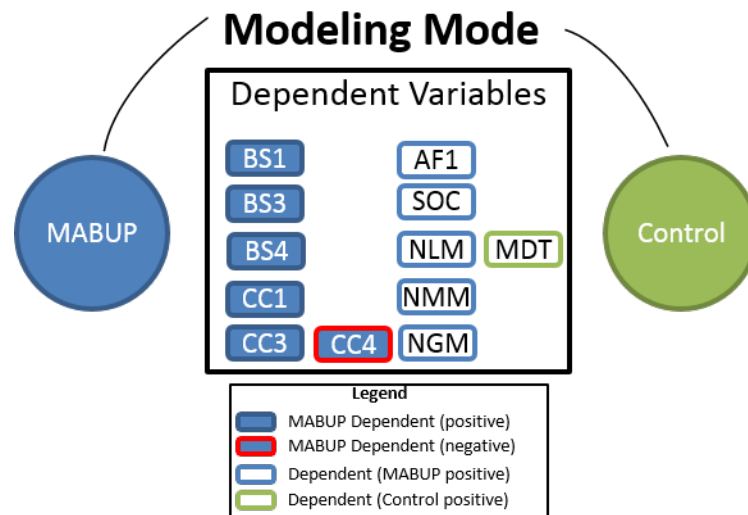 Modeling Mode
Dependent Variables
BS1 AF1
BS3 SOC
MABUP
BS4 NLM MDT
Control
CC1 NMM
CC3 CC4 NGM
Legend
MABUP Dependent (positive)
MABUP Dependent (negative)
Dependent (MABUP positive)
Dependent (Control positive)